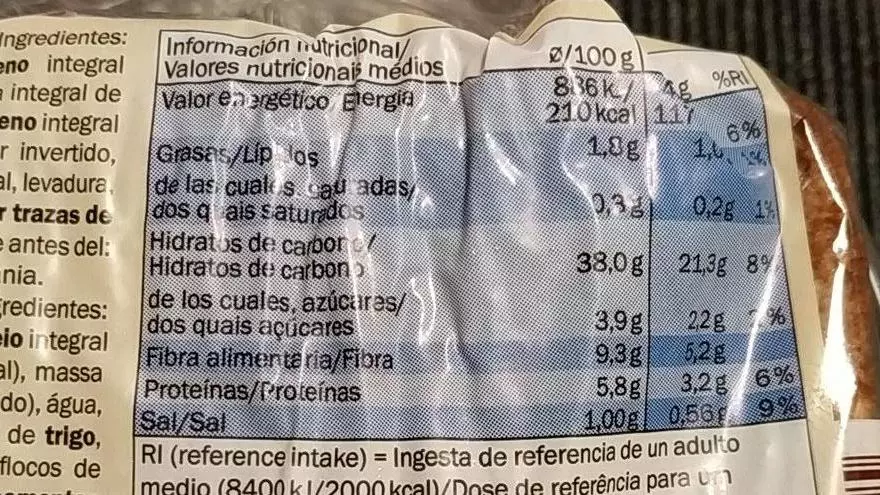 Ingredientes:
eno integral
integral de
eno integral
r invertido,
al, levadura,
r trazas de
antes del:
nia.
redientes:
eio integral
al), massa
do), água,
de trigo,
flocos de
Información nutricional/ Ø/100 g %RI
Valores nutricionais médios
Valor energético Energia
210 kcal 117 6%
Grasas/Lípidos 1,8g
de las cuales saturadas/
dos quais saturados 0,3g 0,2g 1%
Hidratos de carbono/
Hidratos de carbono 38,0g 21,3g 8%
de los cuales, azúcares/
dos quais açúcares 3,9g 2,2g
Fibra alimentaria/Fibra 9,3g 5,2g
Proteínas/Proteínas 5,8g 3,2g 6%
Sal/Sal 1,00g 0,56g 9%
RI (reference intake) = Ingesta de referencia de un adulto
medio (8400 kJ/2000 kcal)/Dose de referência para um